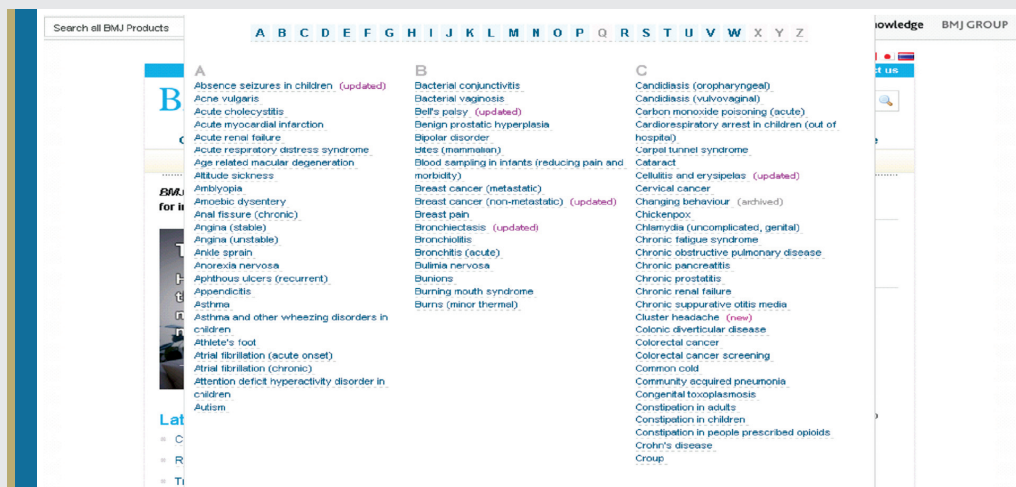 Search all BMJ Products
owledge BMJ GROUP
A B C D E F G H I J K L M N O P Q R S T U V W X Y Z
ct us
B
A
Absence seizures in children (updated)
Acne vulgaris
Acute cholecystitis
Acute myocardial infarction
Acute renal failure
Acute respiratory distress syndrome
Age related macular degeneration
Altitude sickness
Amblyopia
Amoebic dysentery
Anal fissure (chronic)
Angina (stable)
Angina (unstable)
Ankle sprain
Anorexia nervosa
Aphthous ulcers (recurrent)
Appendicitis
Asthma
Asthma and other wheezing disorders in
children
Athlete's foot
Atrial fibrillation (acute onset)
Atrial fibrillation (chronic)
Attention deficit hyperactivity disorder in
children
Autism
B
Bacterial conjunctivitis
Bacterial vaginosis
Bell's palsy (updated)
Benign prostatic hyperplasia
Bipolar disorder
Bites (mammalian)
Blood sampling in infants (reducing pain and
morbidity)
Breast cancer (metastatic)
Breast cancer (non-metastatic) (updated)
Breast pain
Bronchiectasis (updated)
Bronchiolitis
Bronchitis (acute)
Bulimia nervosa
Bunions
Burning mouth syndrome
Burns (minor thermal)
C
Candidiasis (oropharyngeal)
Candidiasis (vulvovaginal)
Carbon monoxide poisoning (acute)
Cardiorespiratory arrest in children (out of
hospital)
Carpal tunnel syndrome
Cataract
Cellulitis and erysipelas (updated)
Cervical cancer
Changing behaviour (archived)
Chickenpox
Chlamydia (uncomplicated, genital)
Chronic fatigue syndrome
Chronic obstructive pulmonary disease
Chronic pancreatitis
Chronic prostatitis
Chronic renal failure
Chronic suppurative otitis media
Cluster headache (new)
Colonic diverticular disease
Colorectal cancer
Colorectal cancer screening
Common cold
Community acquired pneumonia
Congenital toxoplasmosis
Constipation in adults
Constipation in children
Constipation in people prescribed opioids
Crohn's disease
Croup
BMJ
for i
Lat
C
R